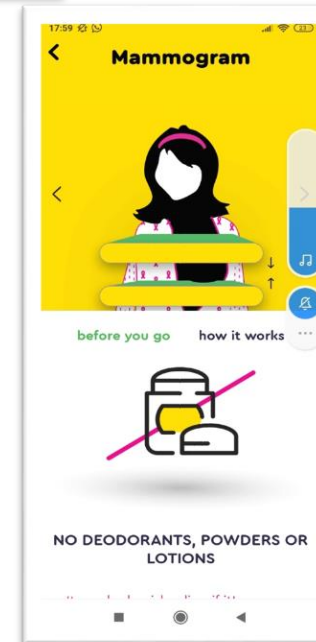 17:59
Mammogram
before you go how it works
NO DEODORANTS, POWDERS OR
LOTIONS